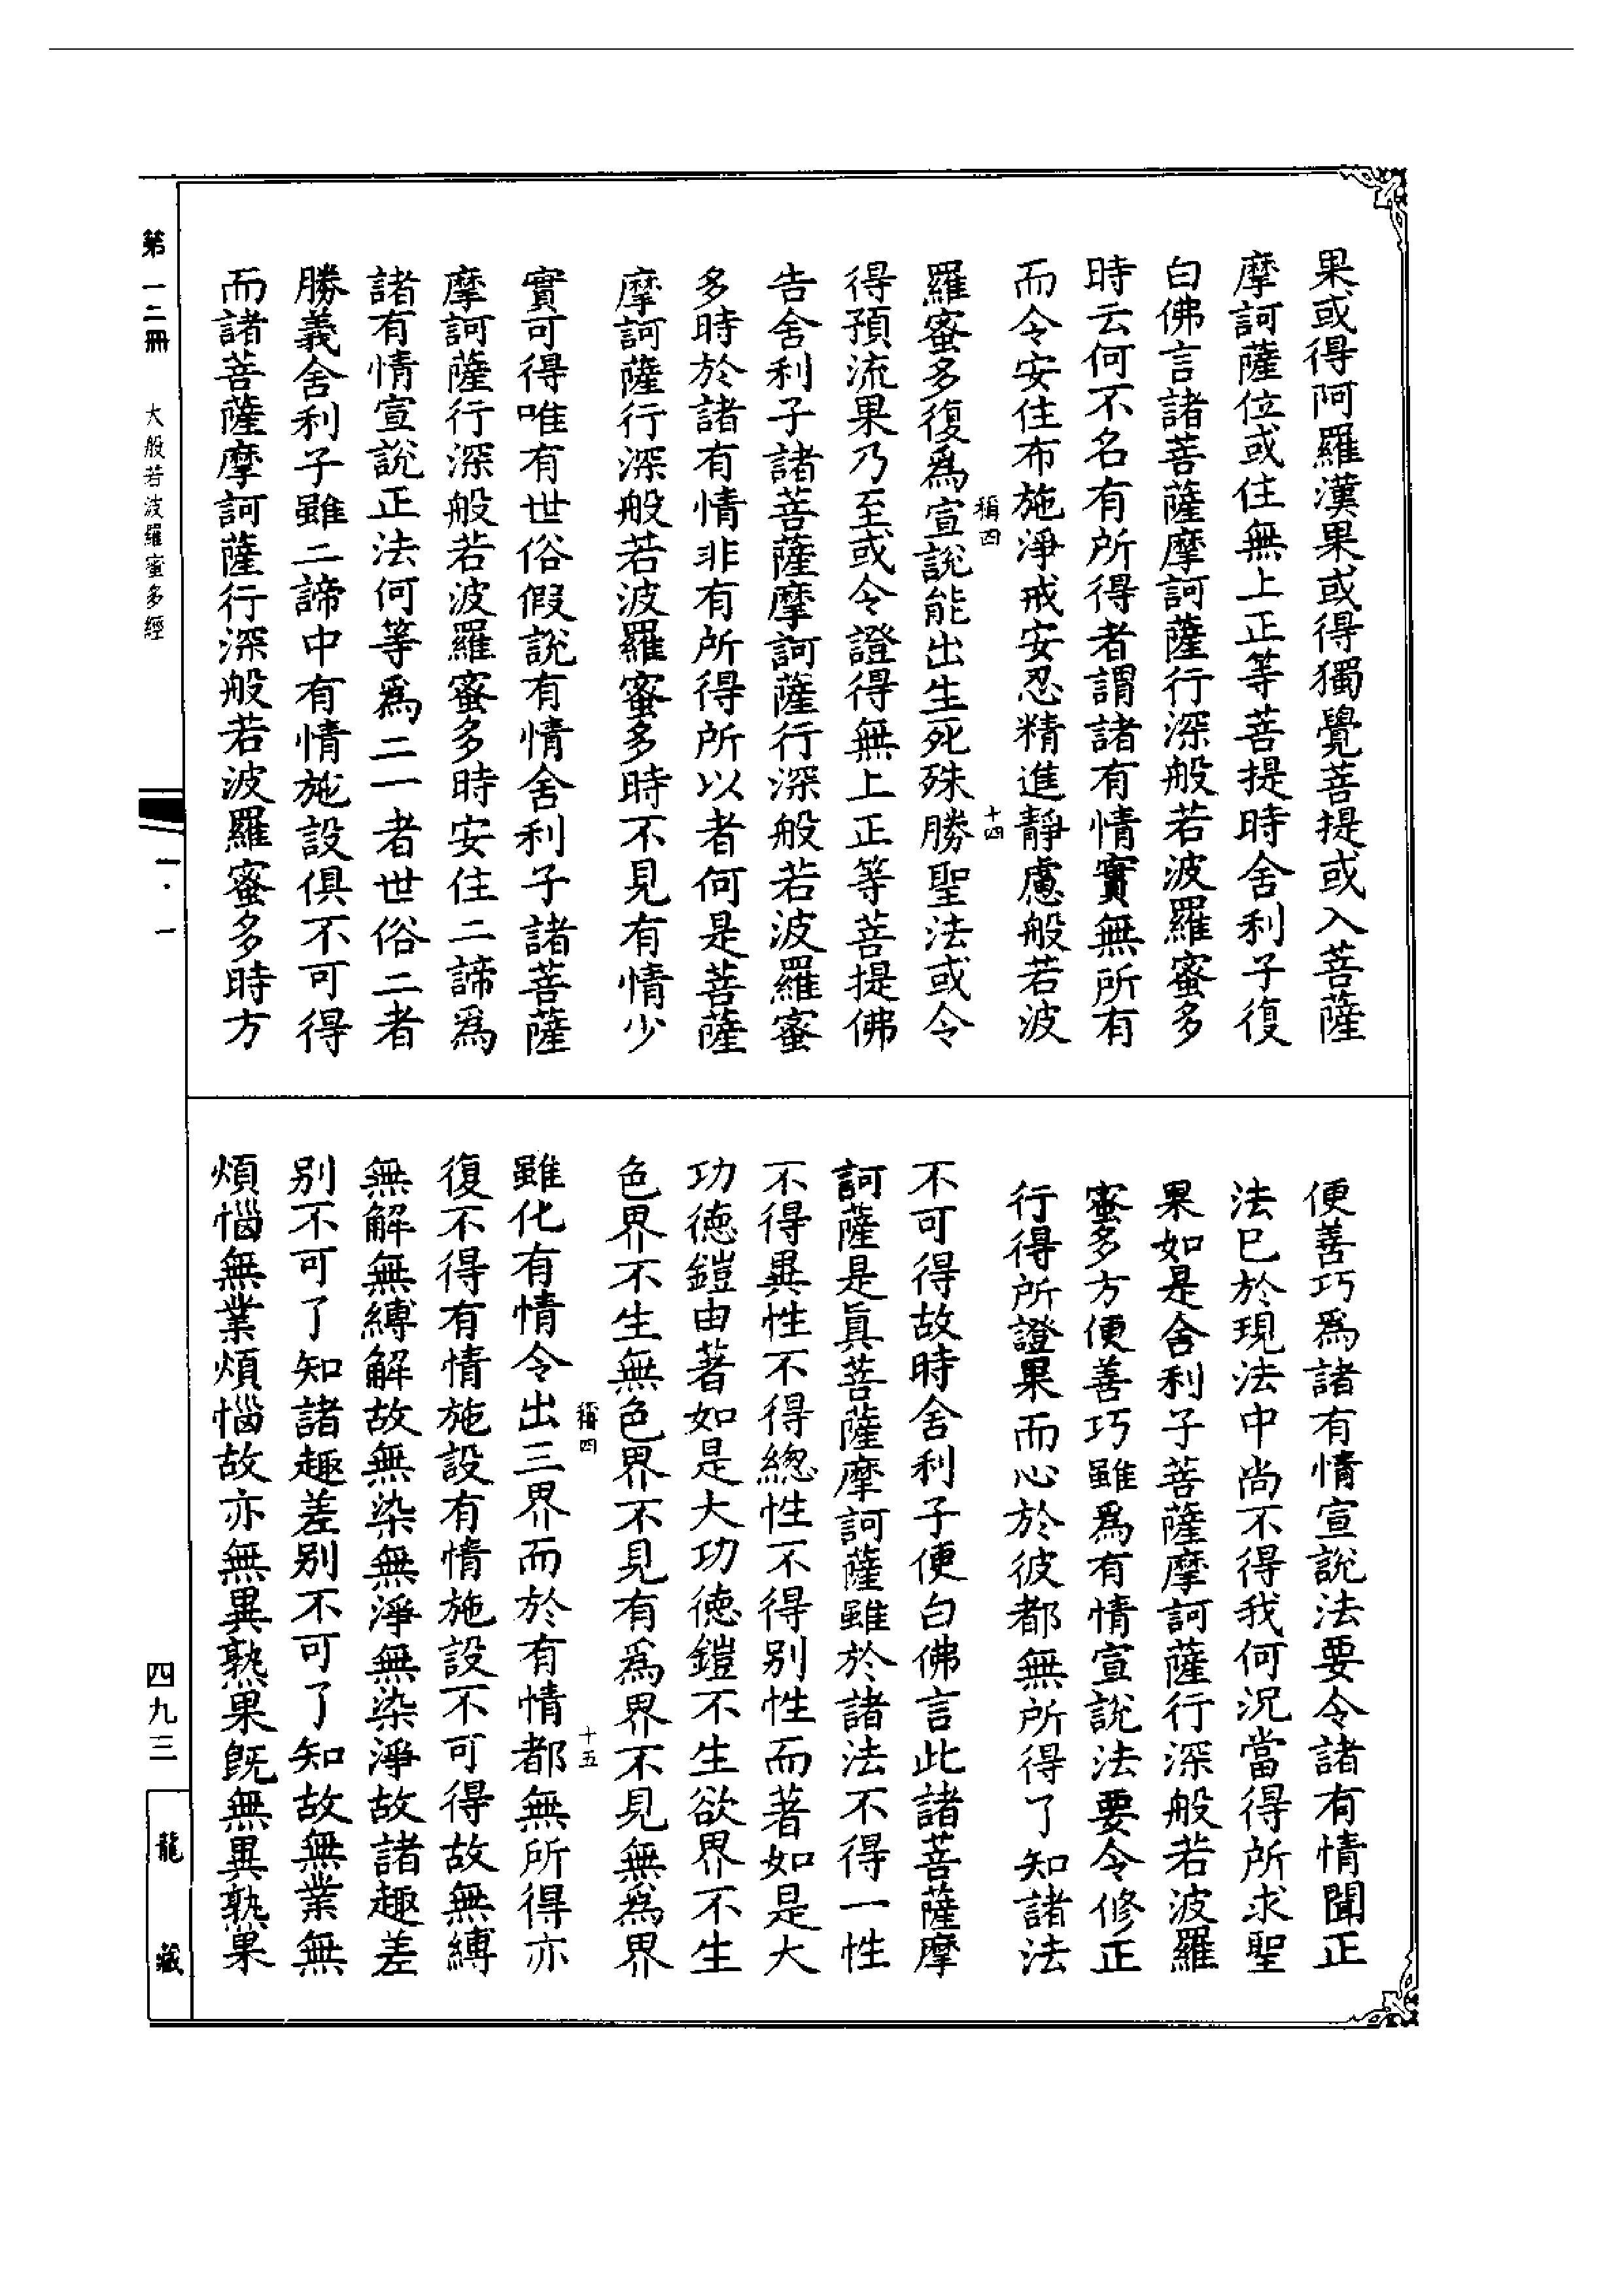 果或得阿羅漢果或得獨覺菩提或入菩薩
摩訶薩位或住無上正等菩提時舍利子復
白佛言諸菩薩摩訶薩行深般若波羅蜜多
時云何不名有所得者謂諸有情實無所有
而令安住布施淨戒安忍精進靜慮般若波
稱四
十四
羅蜜多復爲宣說能出生死殊勝聖法或令
得預流果乃至或令證得無上正等菩提佛
告舍利子諸菩薩摩訶薩行深般若波羅蜜
多時於諸有情非有所得所以者何是菩薩
摩訶薩行深般若波羅蜜多時不見有情少
實可得唯有世俗假說有情舍利子諸菩薩
摩訶薩行深般若波羅蜜多時安住二諦爲
諸有情宣說正法何等爲二一者世俗二者
勝義舍利子雖二諦中有情施設俱不可得
而諸菩薩摩訶薩行深般若波羅蜜多時方
便善巧爲諸有情宣說法要令諸有情聞正
法已於現法中尚不得我何況當得所求聖
果如是舍利子菩薩摩訶薩行深般若波羅
蜜多方便善巧雖爲有情宣說法要令修正
行得所證果而心於彼都無所得了知諸法
不可得故時舍利子便白佛言此諸菩薩摩
訶薩是眞菩薩摩訶薩雖於諸法不得一性
不得異性不得總性不得别性而著如是大
功徳鎧由著如是大功徳鎧不生欲界不生
色界不生無色界不見有爲界不見無爲界
稱四
十五
雖化有情令出三界而於有情都無所得亦
復不得有情施設有情施設不可得故無縛
無解無縛解故無染無淨無染淨故諸趣差
别不可了知諸趣差别不可了知故無業無
煩惱無業煩惱故亦無異熟果旣無異熟果
第一二冊
大般若波羅蜜多經
一·一
四九三
龍藏